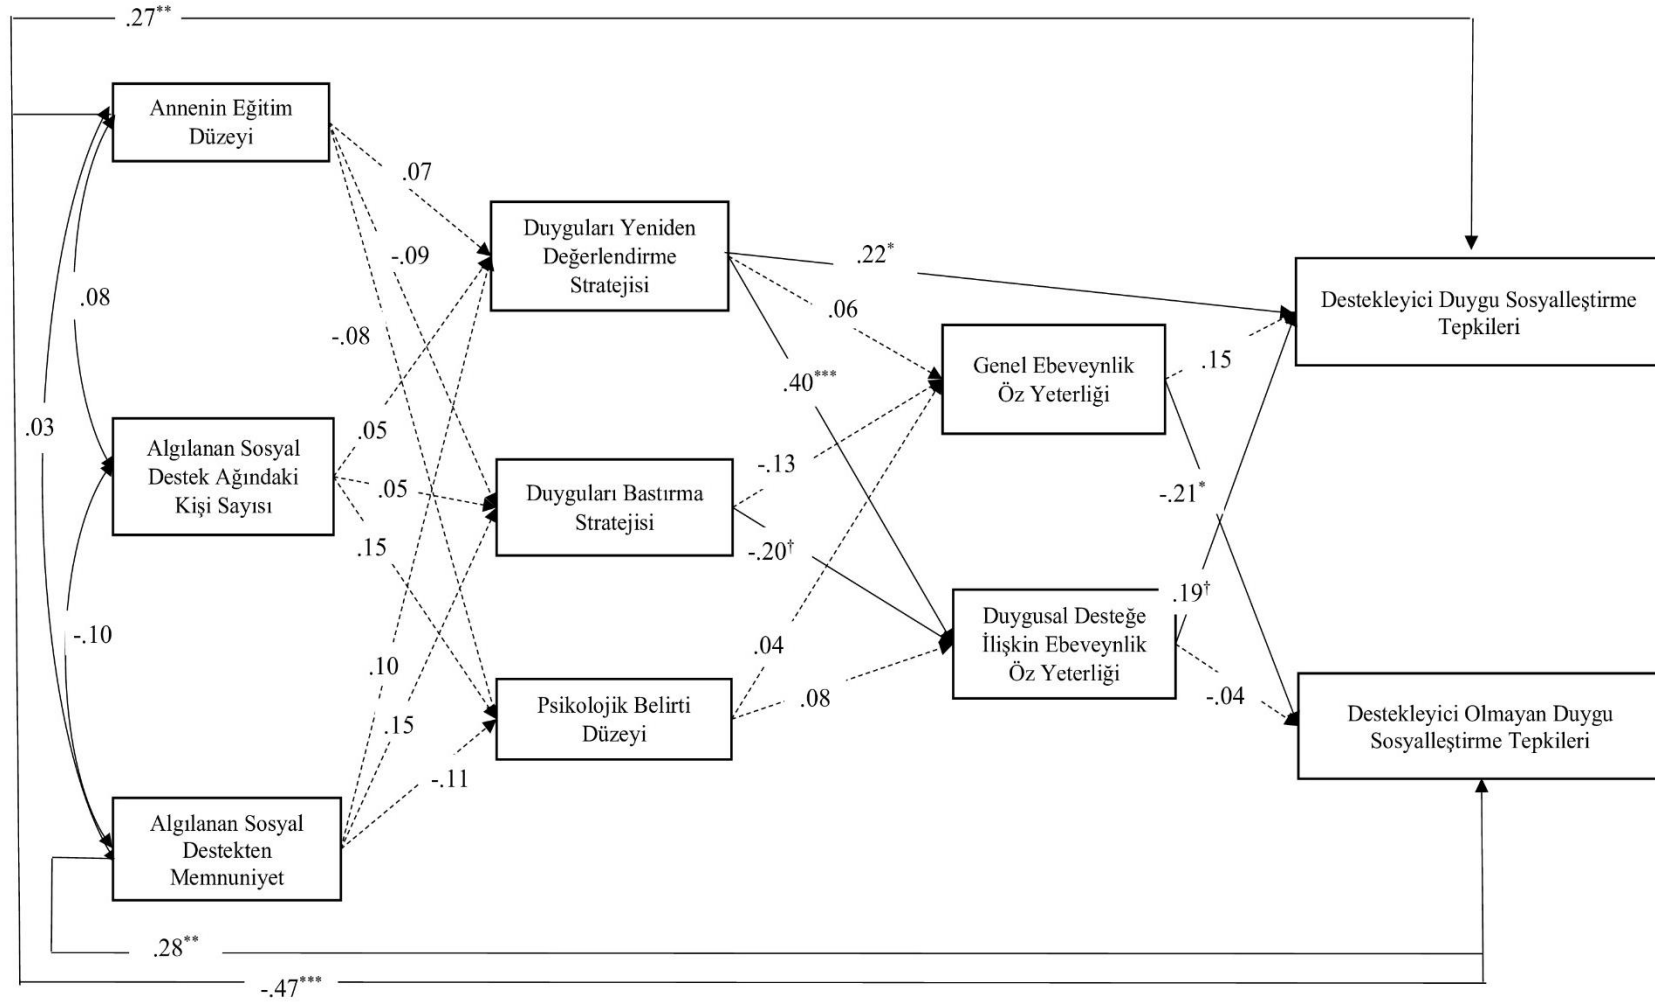 .27**
Annenin Eğitim
Düzeyi
.07
Duyguları Yeniden
Değerlendirme
Stratejisi
-.09
.22*
.08
.06
Destekleyici Duygu Sosyalleştirme
Tepkileri
-.08
.15
Genel Ebeveynlik
Öz Yeterliği
.40***
.03
.05
Algılanan Sosyal
Destek Ağındaki
Kişi Sayısı
-.13
.05
Duyguları Bastırma
Stratejisi
-.21*
.15
-.20†
.19†
Duygusal Desteğe
İlişkin Ebeveynlik
Öz Yeterliği
-.10
.04
.10
.08
-.04
Psikolojik Belirti
Düzeyi
.15
Destekleyici Olmayan Duygu
Sosyalleştirme Tepkileri
-.11
Algılanan Sosyal
Destekten
Memnuniyet
.28**
-.47***